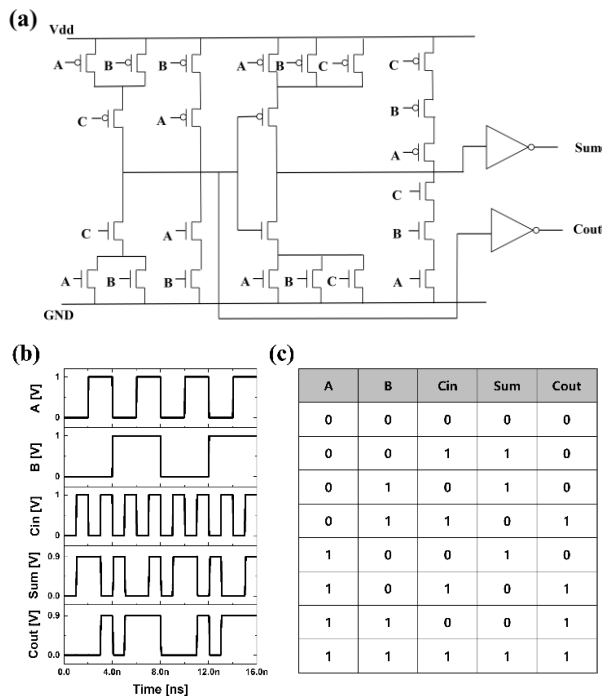 (a)
Vdd
A B B A B C C
C A B
A
C
C A B
A B B A B C A
GND
Sum
Cout
(b)
A [V]
1
0
B [V]
1
0
Cin [V]
1
0
Sum [V]
0.9
0.0
Cout [V]
0.9
0.0
0.0 4.0n 8.0n 12.0n 16.0n
Time [ns]
(c)
A B Cin Sum Cout
0 0 0 0 0
0 0 1 1 0
0 1 0 1 0
0 1 1 0 1
1 0 0 1 0
1 0 1 0 1
1 1 0 0 1
1 1 1 1 1